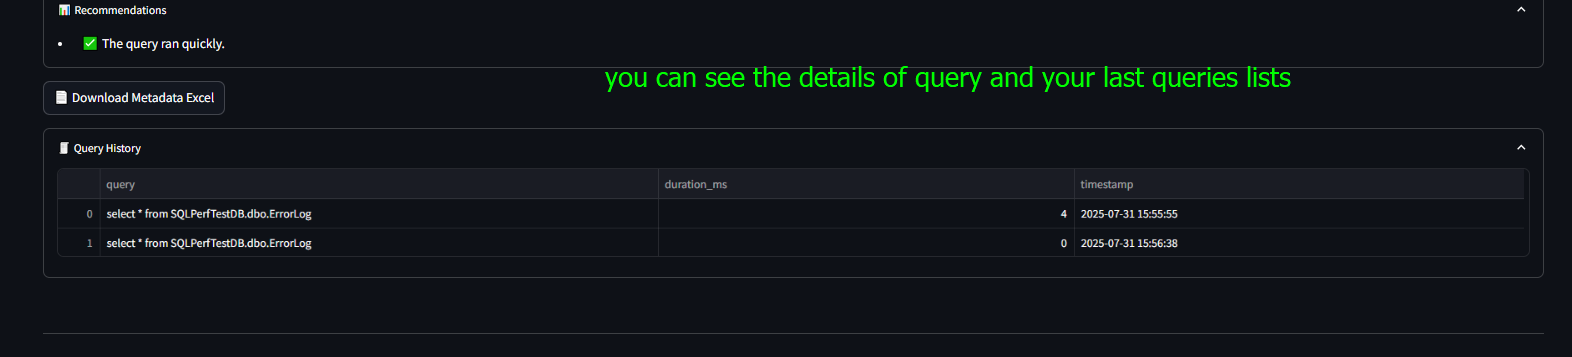 Recommendations
The query ran quickly.
you can see the details of query and your last queries lists
Download Metadata Excel
Query History
query duration_ms timestamp
0 select * from SQLPerfTestDB.dbo.ErrorLog 4 2025-07-31 15:55:55
1 select * from SQLPerfTestDB.dbo.ErrorLog 0 2025-07-31 15:56:38